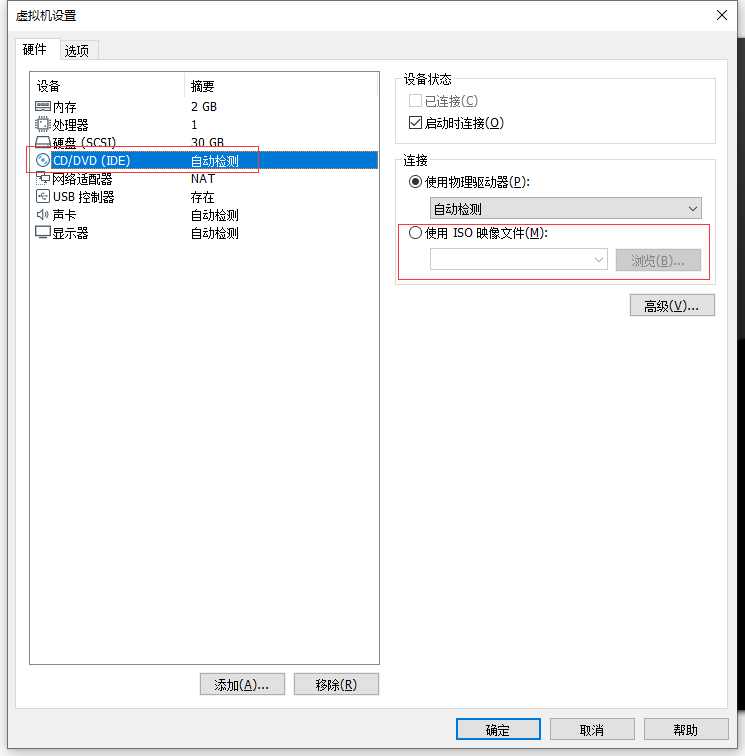 虚拟机设置
硬件 选项
设备 摘要
内存 2 GB
处理器 1
硬盘 (SCSI) 30 GB
CD/DVD (IDE) 自动检测
网络适配器 NAT
USB 控制器 存在
声卡 自动检测
显示器 自动检测
设备状态
已连接(C)
启动时连接(O)
连接
使用物理驱动器(P):
自动检测
使用 ISO 映像文件(M):
浏览(B)...
高级(V)...
添加(A)... 移除(R)
确定 取消 帮助